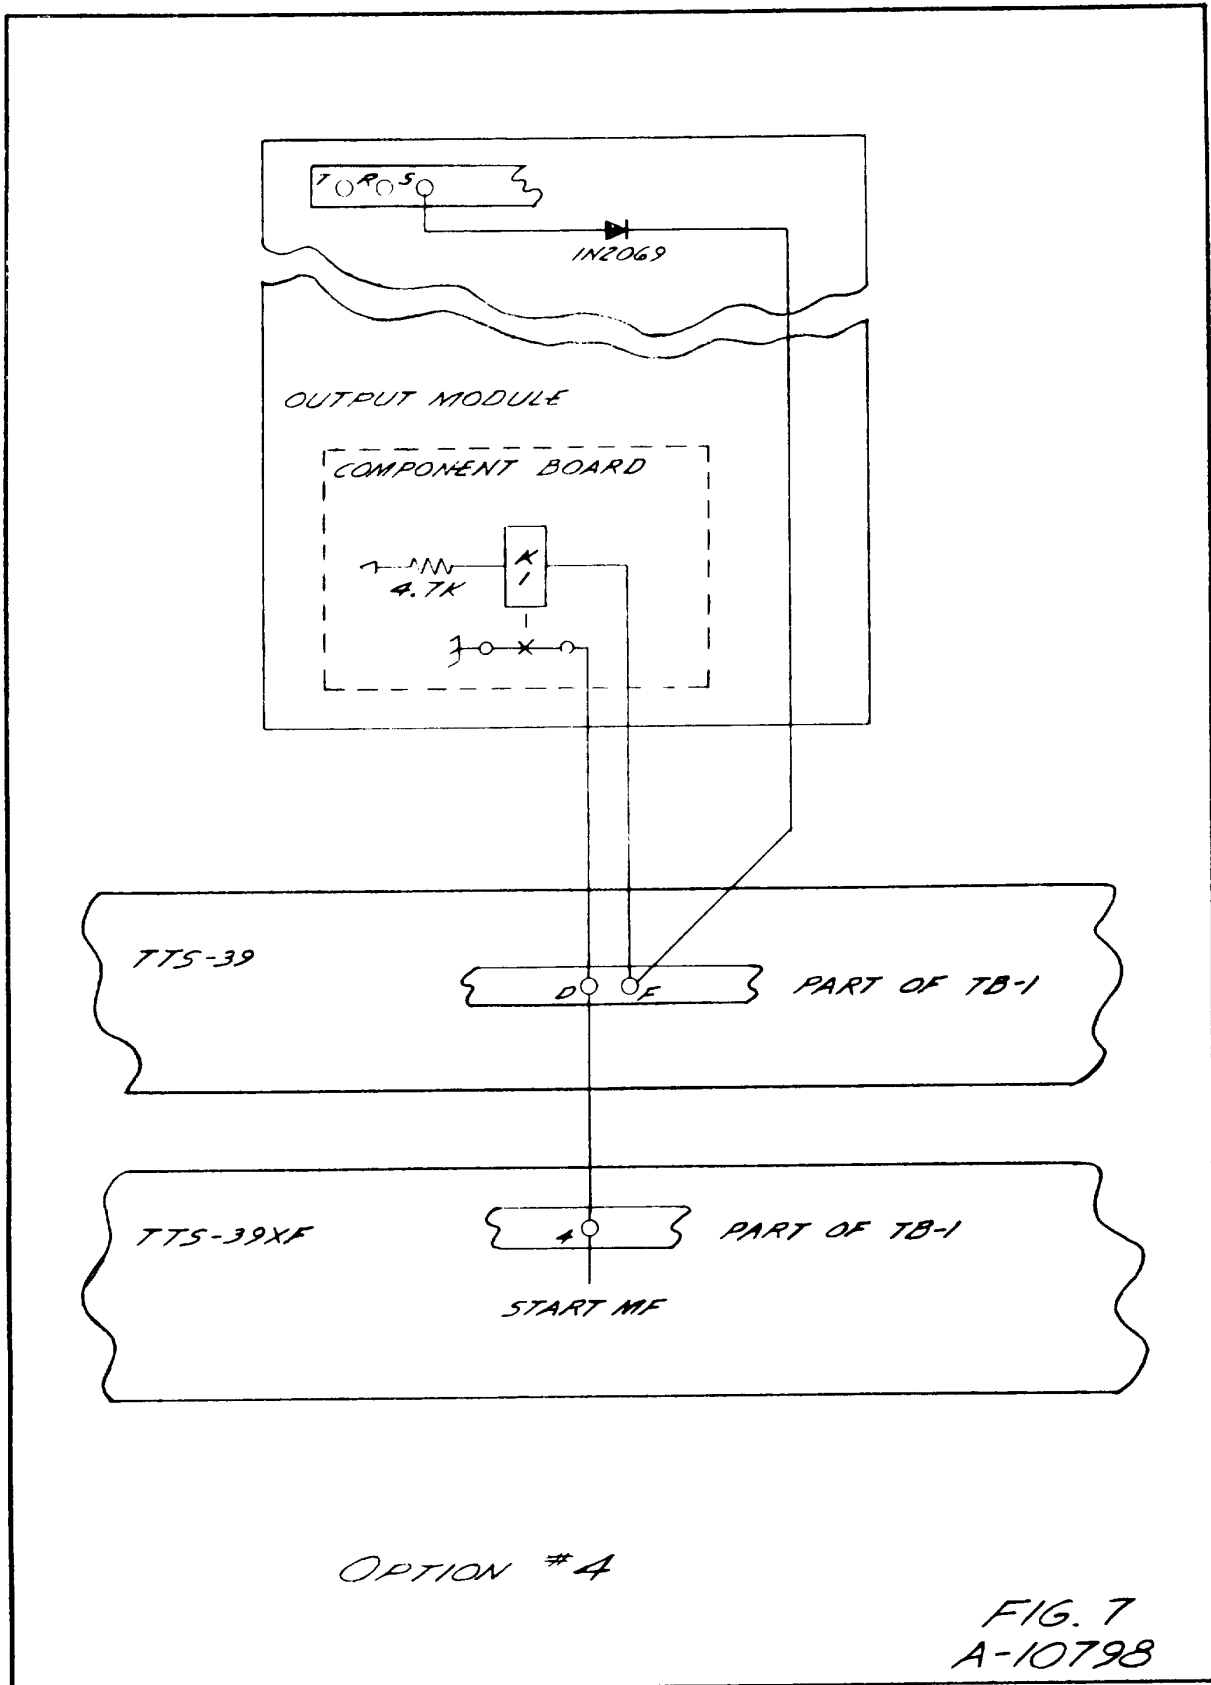 T R S
1N2069
OUTPUT MODULE
COMPONENT BOARD
K
1
4.7K
TTS-39
D E PART OF TB-1
TTS-39XF
4 PART OF TB-1
START MF
OPTION #4
FIG. 7
A-10798